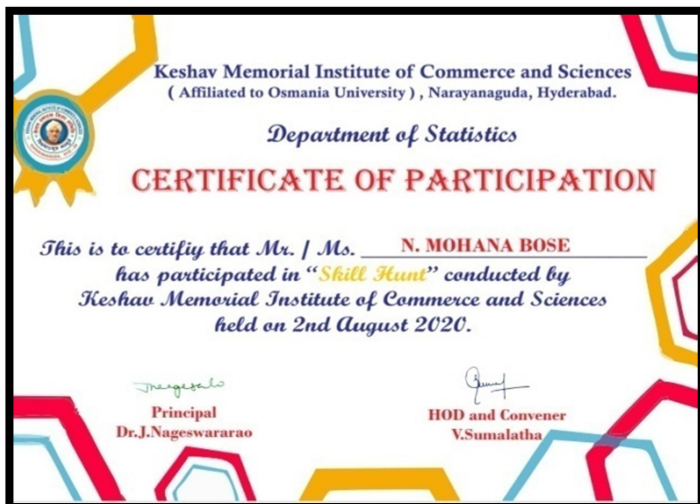 Keshav Memorial Institute of Commerce and Sciences
( Affiliated to Osmania University ) , Narayanaguda, Hyderabad.
Department of Statistics
CERTIFICATE OF PARTICIPATION
This is to certifiy that Mr. / Ms. N. MOHANA BOSE
has participated in “Skill Hunt” conducted by
Keshav Memorial Institute of Commerce and Sciences
held on 2nd August 2020.
Principal
Dr.J.Nageswararao
HOD and Convener
V.Sumalatha